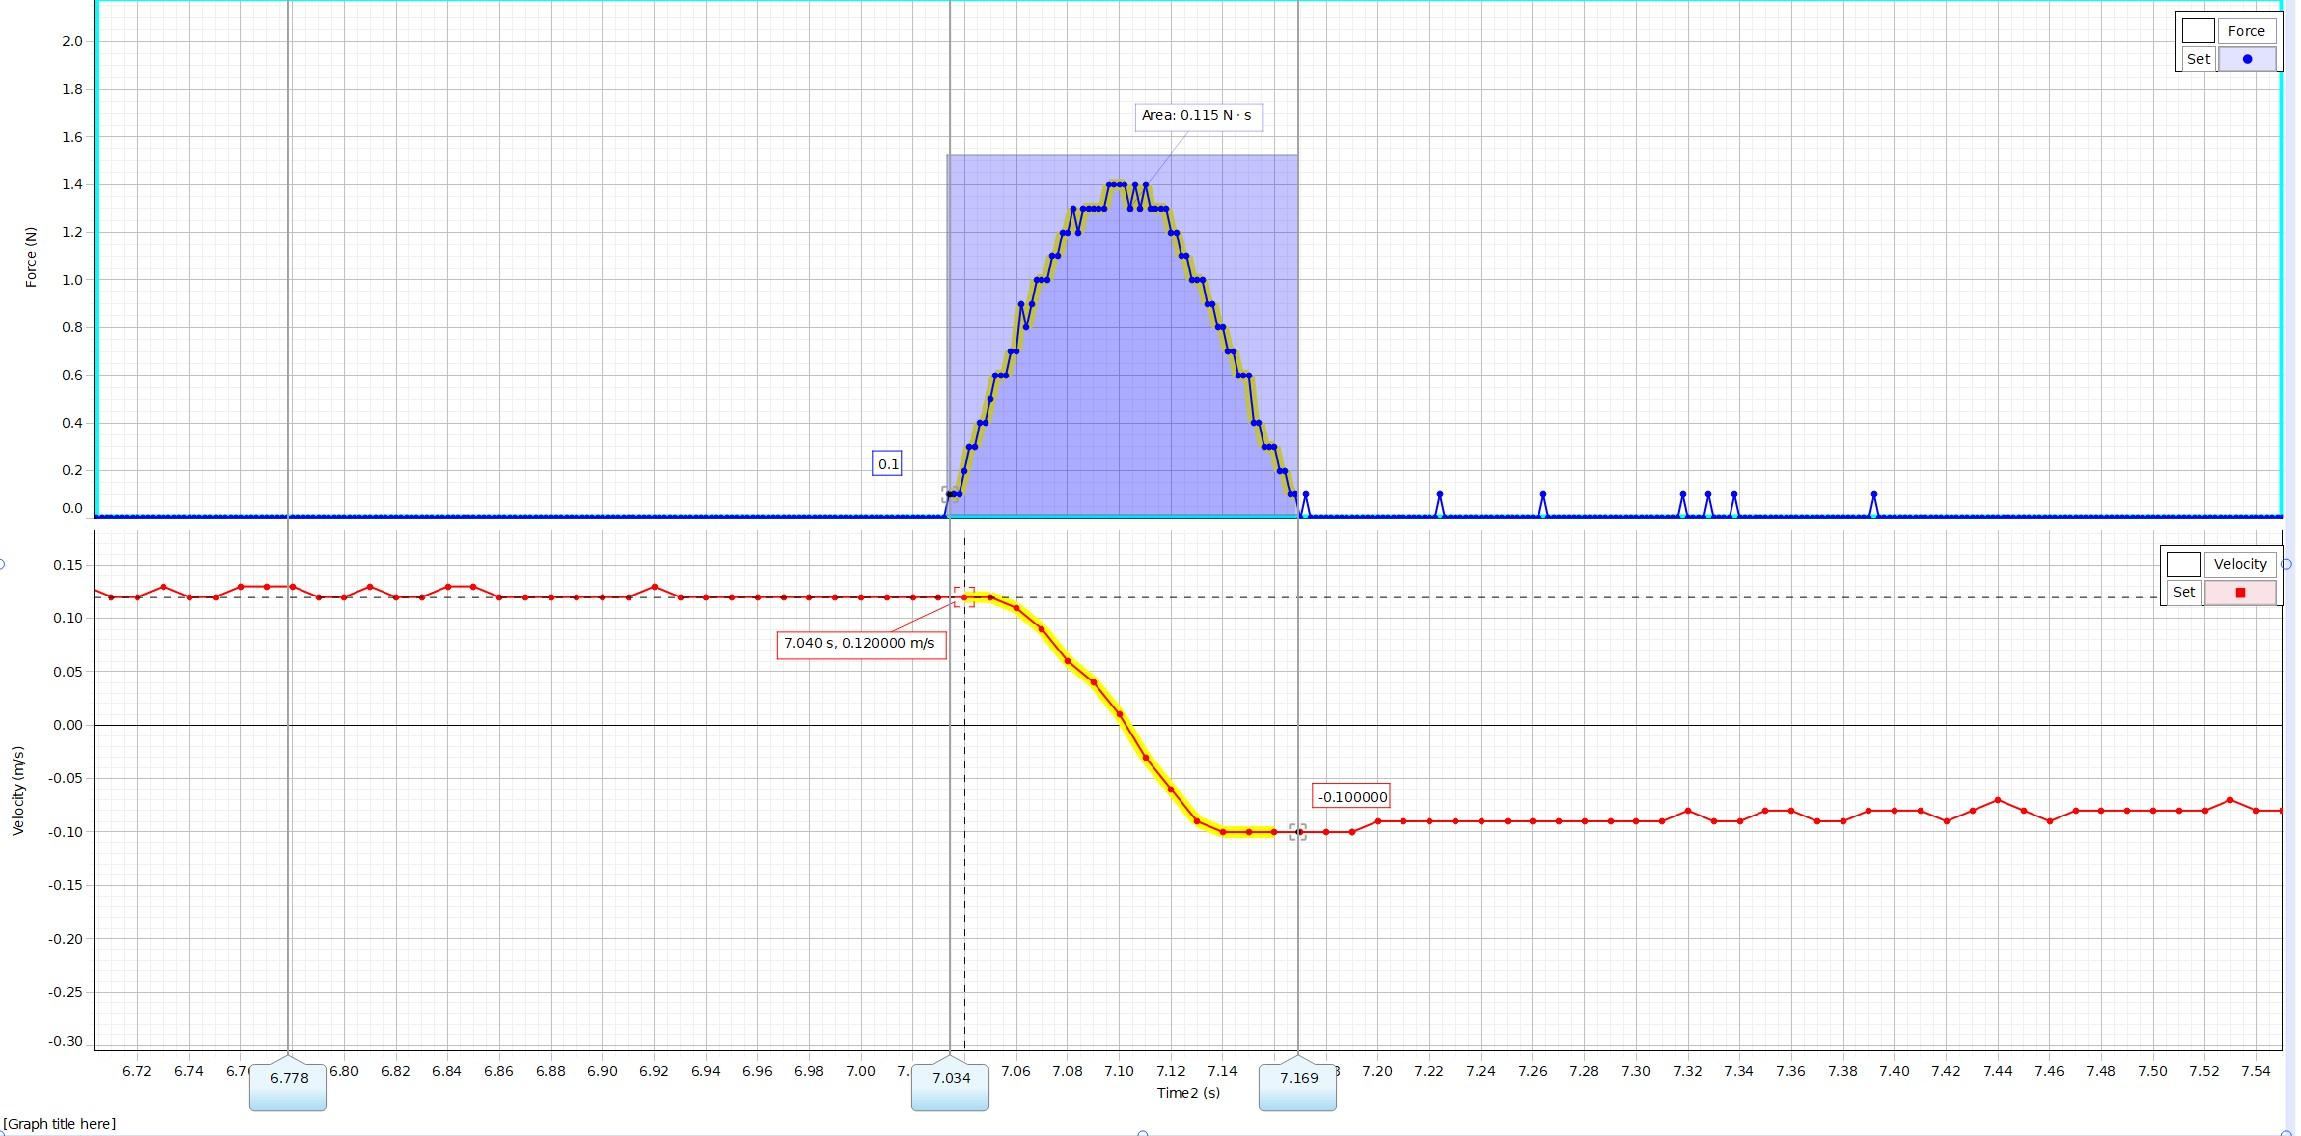 2.0
1.8
1.6
1.4
1.2
1.0
0.8
0.6
0.4
0.2
0.0
Force (N)
Force
Set
Area: 0.115 N · s
0.1
0.15
0.10
0.05
0.00
-0.05
-0.10
-0.15
-0.20
-0.25
-0.30
Velocity (m/s)
Velocity
Set
7.040 s, 0.120000 m/s
-0.100000
6.72 6.74 6.778 6.80 6.82 6.84 6.86 6.88 6.90 6.92 6.94 6.96 6.98 7.00 7.034 7.06 7.08 7.10 7.12 7.14 7.169 7.20 7.22 7.24 7.26 7.28 7.30 7.32 7.34 7.36 7.38 7.40 7.42 7.44 7.46 7.48 7.50 7.52 7.54
Time2 (s)
[Graph title here]